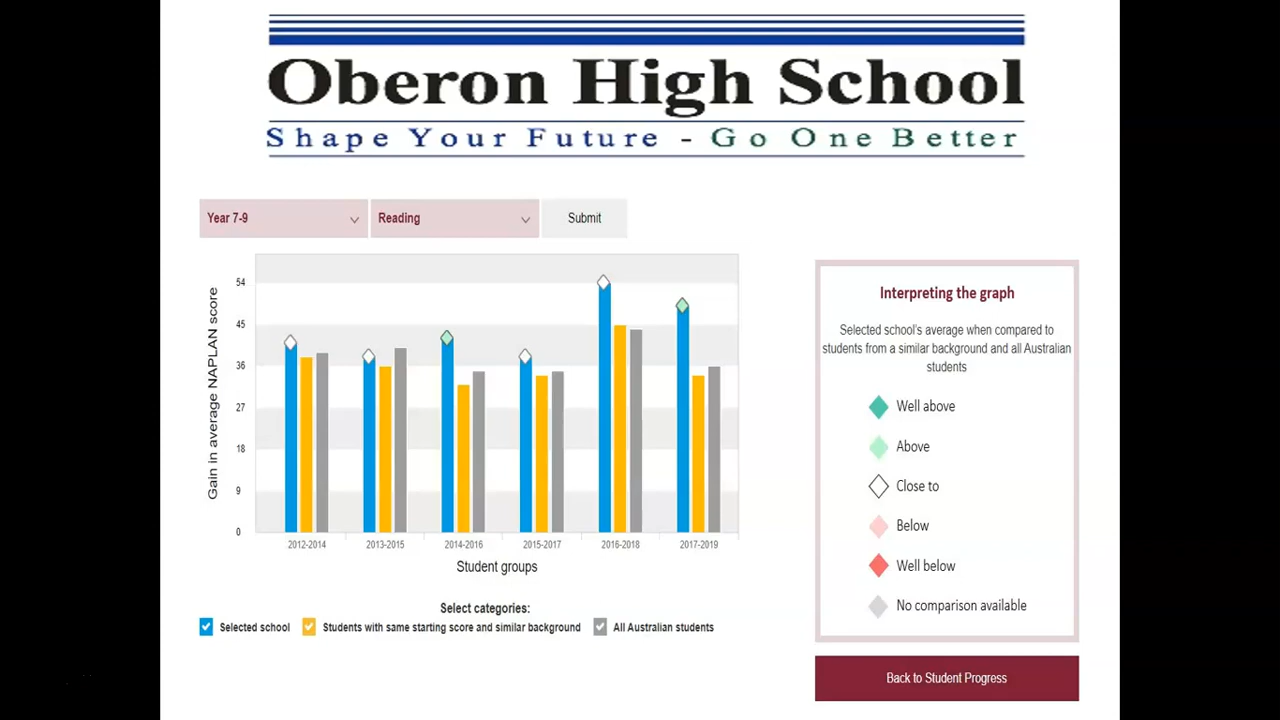 Oberon High School
Shape Your Future - Go One Better
Year 7-9
Reading
Submit
Gain in average NAPLAN score
54
45
36
27
18
9
0
2012-2014
2013-2015
2014-2016
2015-2017
2016-2018
2017-2019
Student groups
Select categories:
Selected school
Students with same starting score and similar background
All Australian students
Interpreting the graph
Selected school's average when compared to
students from a similar background and all Australian
students
Well above
Above
Close to
Below
Well below
No comparison available
Back to Student Progress